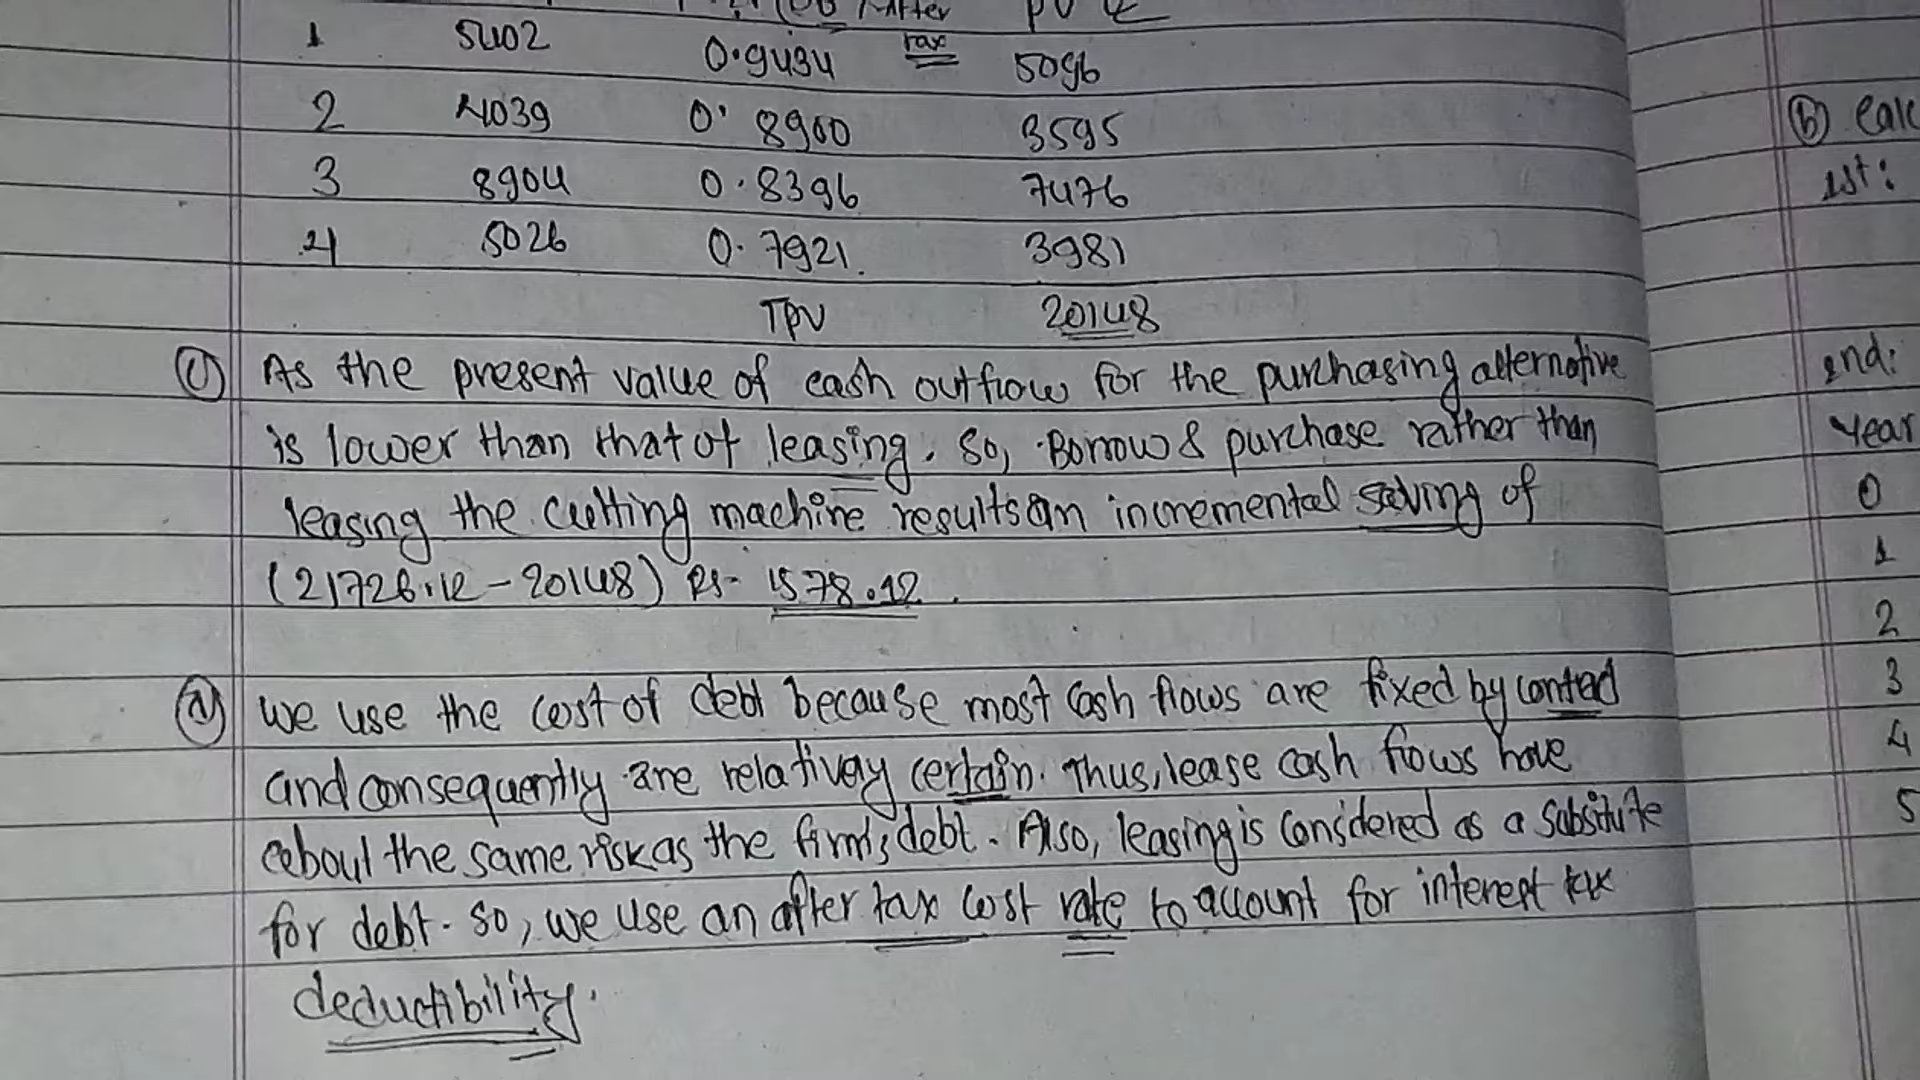 After PV @
1 5402 0.9434 tax 5096
2 4039 0.8900 3595
3 8904 0.8396 7476
4 5026 0.7921. 3981
TPV 20148
(c) As the present value of cash outflow for the purchasing alternative
is lower than that of leasing. So, Borrow & purchase rather than
leasing the cutting machine results an incremental saving of
(21726.12 - 20148) Rs- 1578.12.
(d) We use the cost of debt because most cash flows are fixed by contract
and consequently are relativey certain. Thus, lease cash flows have
about the same risk as the firm's debt. Also, leasing is considered as a subsitute
for debt. So, we use an after tax cost rate to account for interest tax
deductibility.
(b) Calc
1st:
2nd:
Year
0
1
2
3
4
5